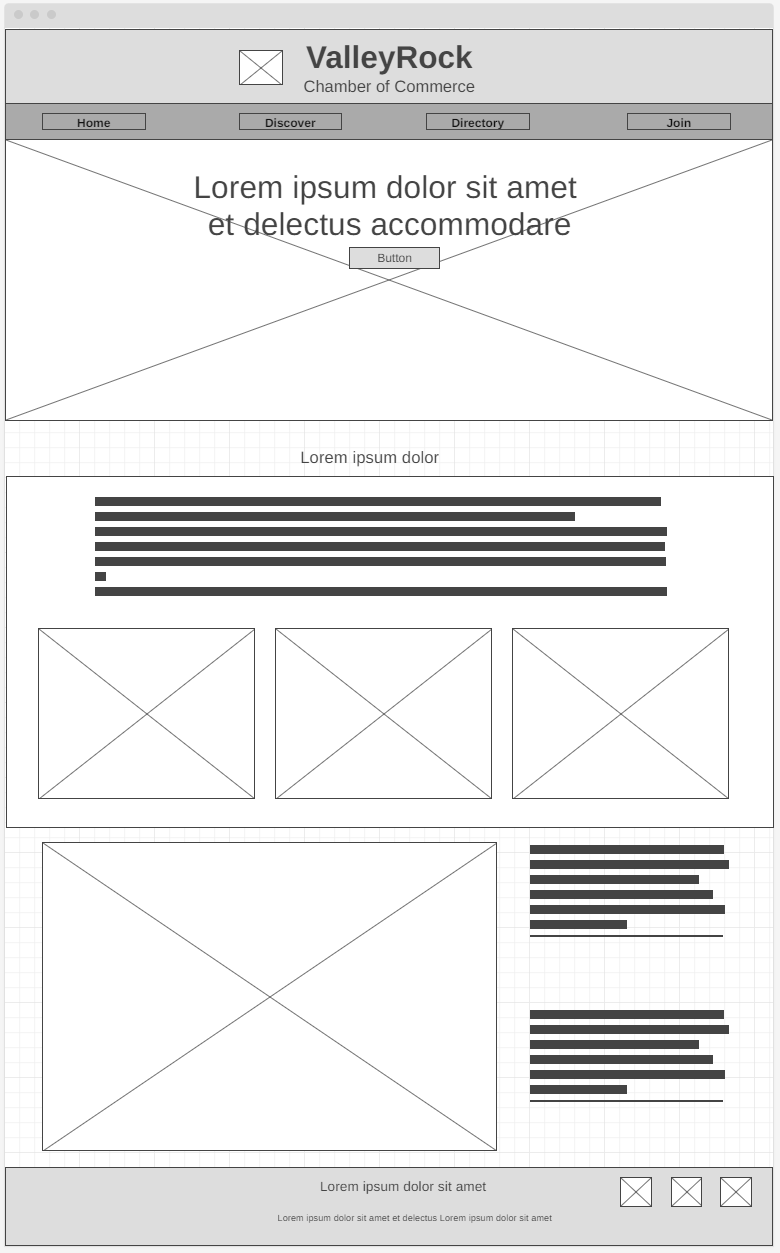 ValleyRock
Chamber of Commerce
Home
Discover
Directory
Join
Lorem ipsum dolor sit amet
et delectus accommodare
Button
Lorem ipsum dolor
Lorem ipsum dolor sit amet
Lorem ipsum dolor sit amet et delectus Lorem ipsum dolor sit amet